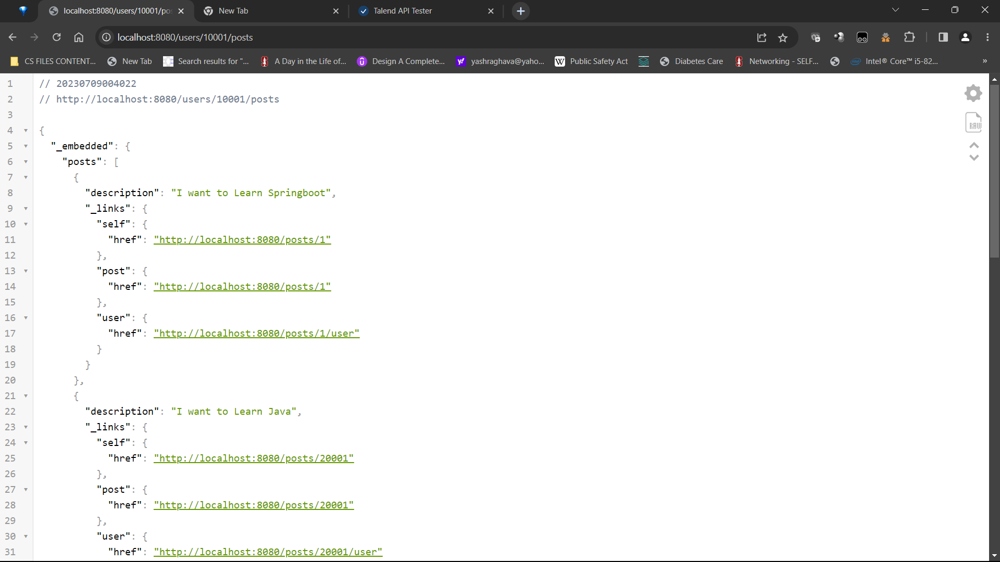 localhost:8080/users/10001/pos
New Tab
Talend API Tester
localhost:8080/users/10001/posts
CS FILES CONTENT...
New Tab
Search results for "...
A Day in the Life of...
Design A Complete...
yashraghava@yaho...
Public Safety Act
Diabetes Care
Networking - SELF...
Intel® Core™ i5-82...
»
1 // 20230709004022
2 // http://localhost:8080/users/10001/posts
3
4 {
5 "_embedded": {
6 "posts": [
7 {
8 "description": "I want to Learn Springboot",
9 "_links": {
10 "self": {
11 "href": "http://localhost:8080/posts/1"
12 },
13 "post": {
14 "href": "http://localhost:8080/posts/1"
15 },
16 "user": {
17 "href": "http://localhost:8080/posts/1/user"
18 }
19 }
20 },
21 {
22 "description": "I want to Learn Java",
23 "_links": {
24 "self": {
25 "href": "http://localhost:8080/posts/20001"
26 },
27 "post": {
28 "href": "http://localhost:8080/posts/20001"
29 },
30 "user": {
31 "href": "http://localhost:8080/posts/20001/user"
RAW